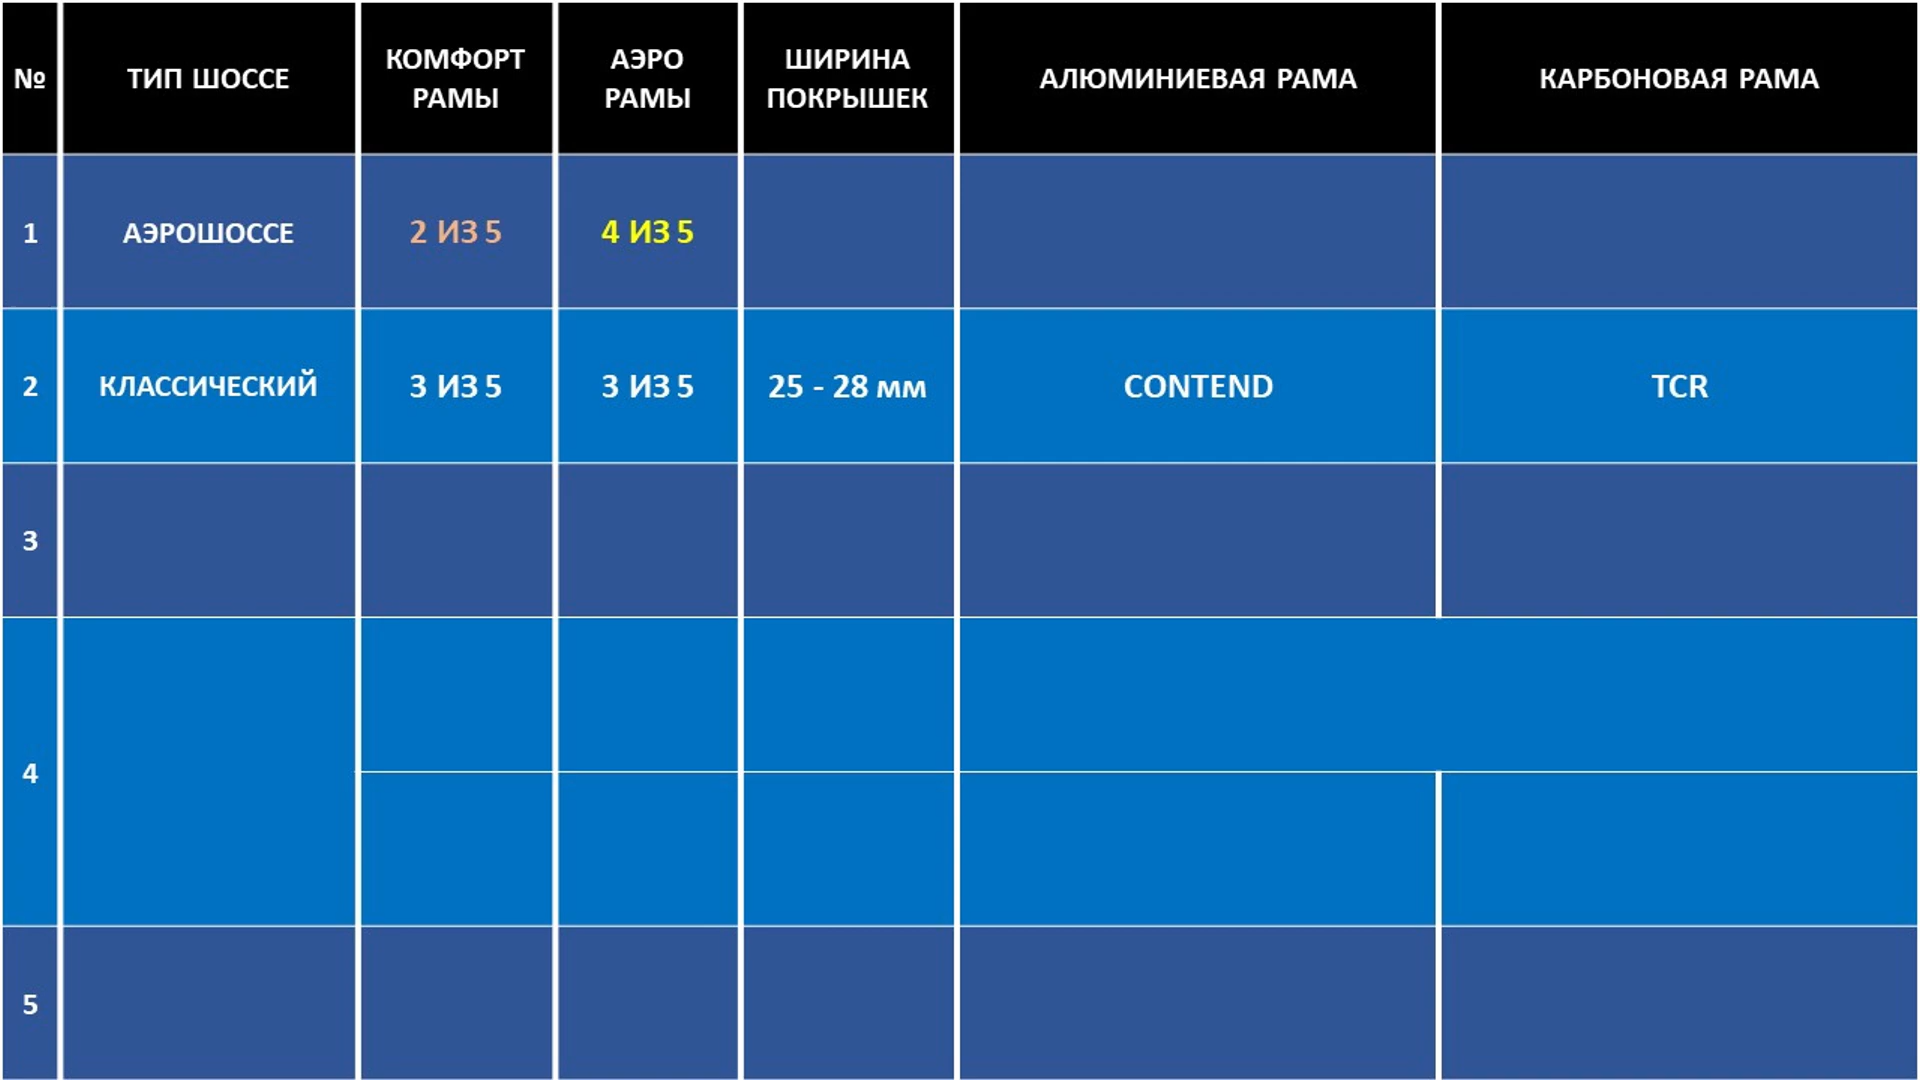 №
ТИП ШОССЕ
КОМФОРТ
РАМЫ
АЭРО
РАМЫ
ШИРИНА
ПОКРЫШЕК
АЛЮМИНИЕВАЯ РАМА
КАРБОНОВАЯ РАМА
1
АЭРОШОССЕ
2 ИЗ 5
4 ИЗ 5
2
КЛАССИЧЕСКИЙ
3 ИЗ 5
3 ИЗ 5
25 - 28 мм
CONTEND
TCR
3
4
5